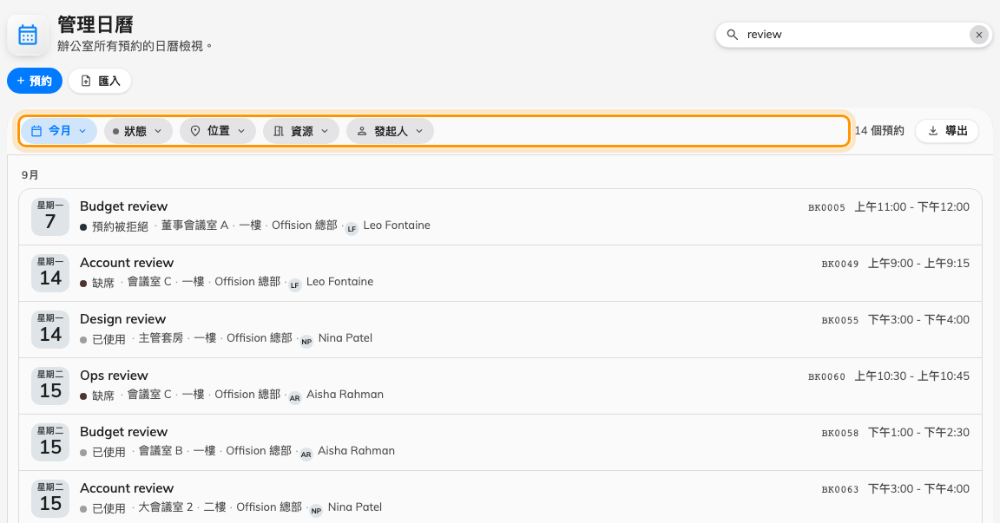 管理日曆
辦公室所有預約的日曆檢視。
review
+ 預約
匯入
今月
狀態
位置
資源
發起人
14 個預約
導出
9月
星期一
7
Budget review
預約被拒絕 · 董事會議室 A · 一樓 · Offision 總部 · LF Leo Fontaine
BK0005 上午11:00 - 下午12:00
星期一
14
Account review
缺席 · 會議室 C · 一樓 · Offision 總部 · LF Leo Fontaine
BK0049 上午9:00 - 上午9:15
星期一
14
Design review
已使用 · 主管套房 · 一樓 · Offision 總部 · NP Nina Patel
BK0055 下午3:00 - 下午4:00
星期二
15
Ops review
缺席 · 會議室 C · 一樓 · Offision 總部 · AR Aisha Rahman
BK0060 上午10:30 - 上午10:45
星期二
15
Budget review
已使用 · 會議室 B · 一樓 · Offision 總部 · AR Aisha Rahman
BK0058 下午1:00 - 下午2:30
星期二
15
Account review
已使用 · 大會議室 2 · 二樓 · Offision 總部 · NP Nina Patel
BK0063 下午3:00 - 下午4:00